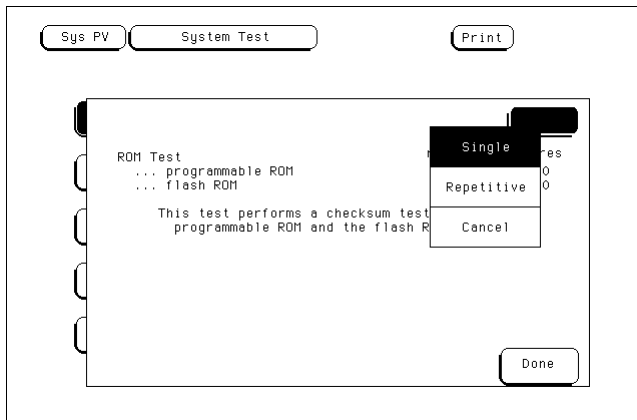 Sys PV System Test Print
Single
ROM Test
... programmable ROM 0
... flash ROM 0
Repetitive
This test performs a checksum test
programmable ROM and the flash
Cancel
Done